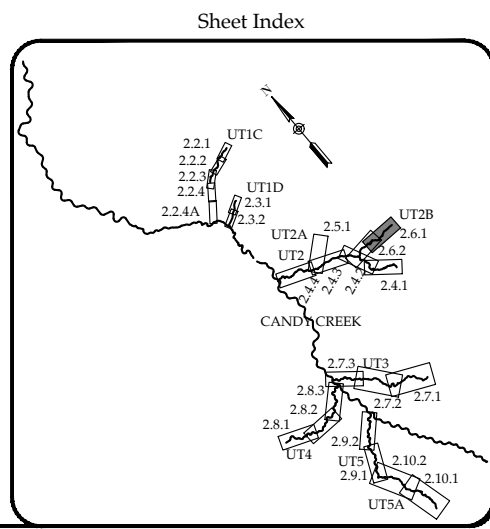 Sheet Index
N
2.2.1
UT1C
2.2.2
2.2.3
2.2.4
2.2.4A
UT1D
2.3.1
2.3.2
UT2A
2.5.1
UT2B
2.6.1
2.6.2
UT2
2.4.4
2.4.3
2.4.2
2.4.1
CANDY CREEK
2.7.3
UT3
2.7.2
2.7.1
2.8.3
2.8.2
2.8.1
UT4
2.9.2
UT5
2.9.1
2.10.2
2.10.1
UT5A